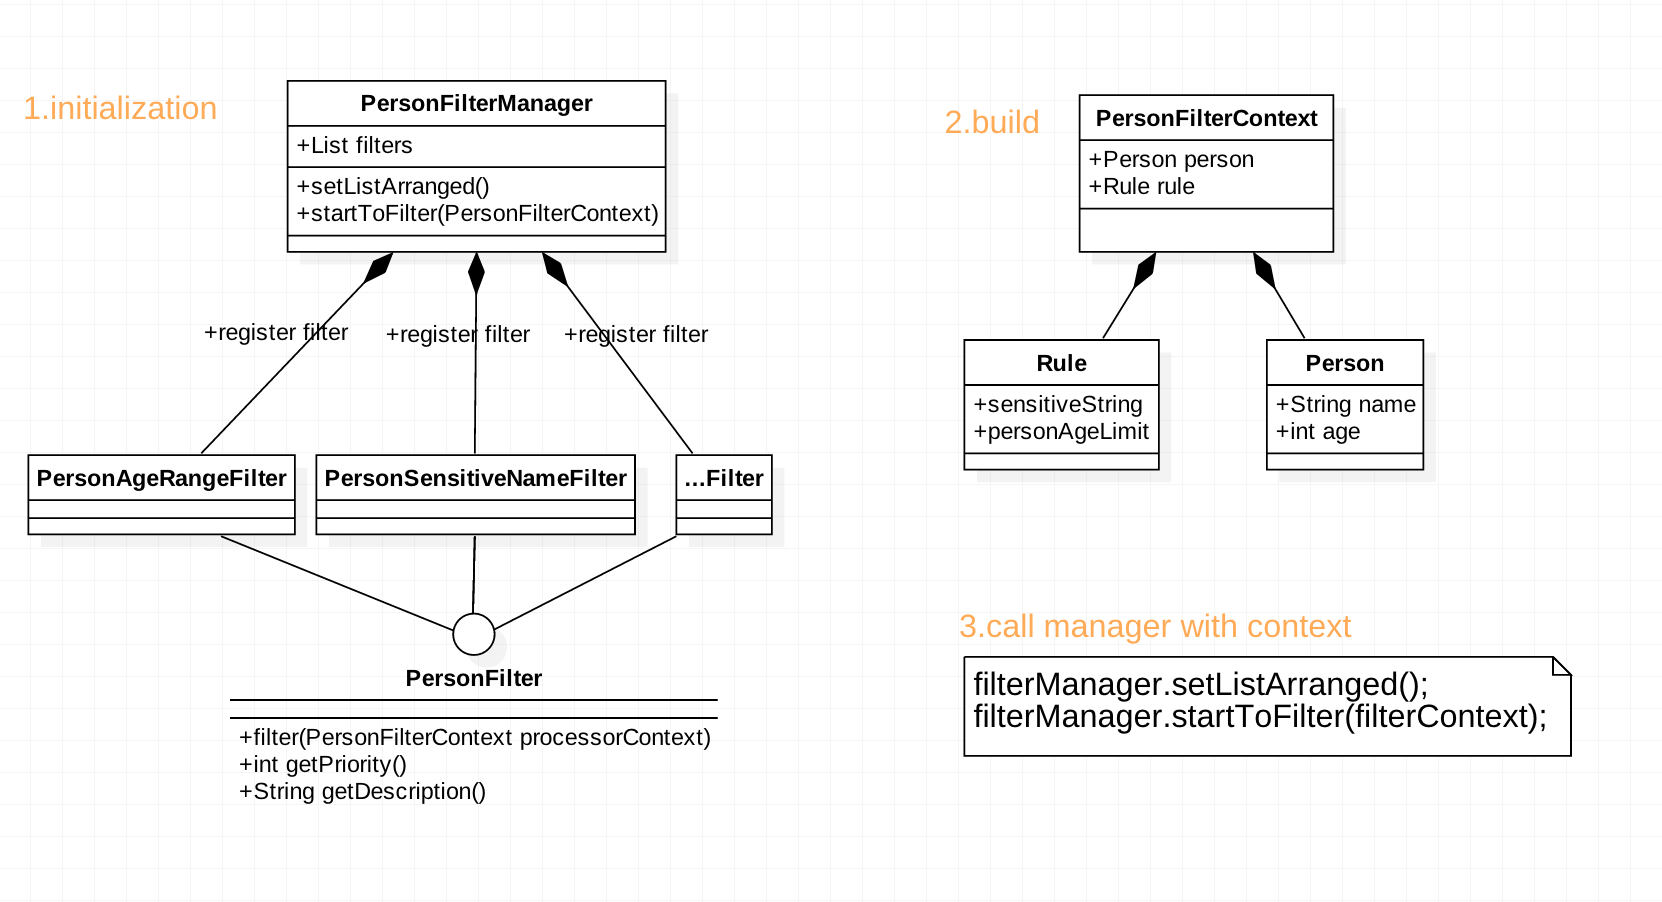 1.initialization
PersonFilterManager
+List filters
+setListArranged()
+startToFilter(PersonFilterContext)
+register filter
+register filter
+register filter
PersonAgeRangeFilter
PersonSensitiveNameFilter
...Filter
PersonFilter
+filter(PersonFilterContext processorContext)
+int getPriority()
+String getDescription()
2.build
PersonFilterContext
+Person person
+Rule rule
Rule
+sensitiveString
+personAgeLimit
Person
+String name
+int age
3.call manager with context
filterManager.setListArranged();
filterManager.startToFilter(filterContext);